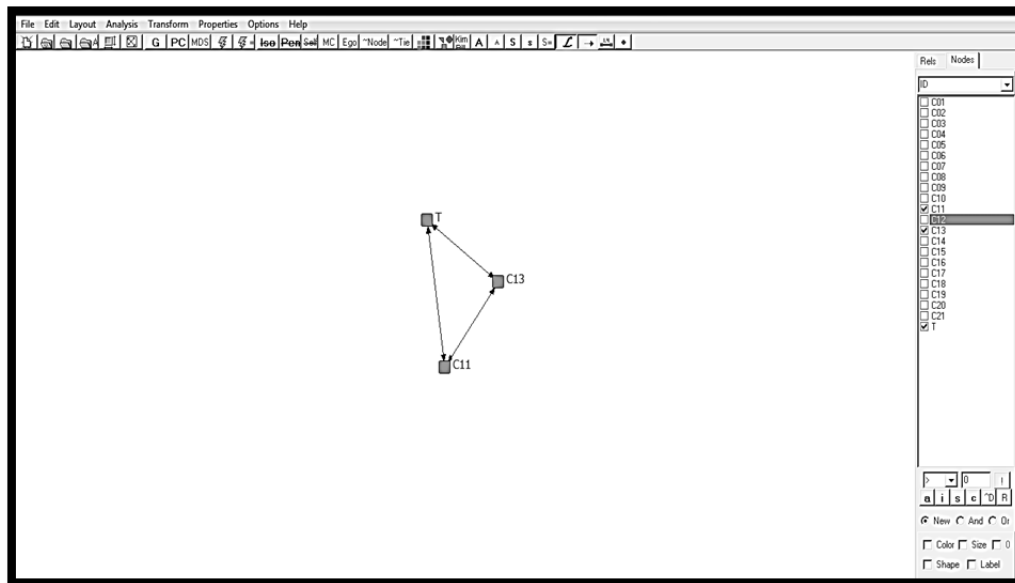 File Edit Layout Analysis Transform Properties Options Help
G PC MDS Iso Pen Sel MC Ego ~Node ~Tie A A S s S= L
Rels Nodes
ID
C01
C02
C03
C04
C05
C06
C07
C08
C09
C10
C11
C12
C13
C14
C15
C16
C17
C18
C19
C20
C21
T
T
C13
C11
> 0 !
a i s c ~D R
New And Or
Color Size 0
Shape Label